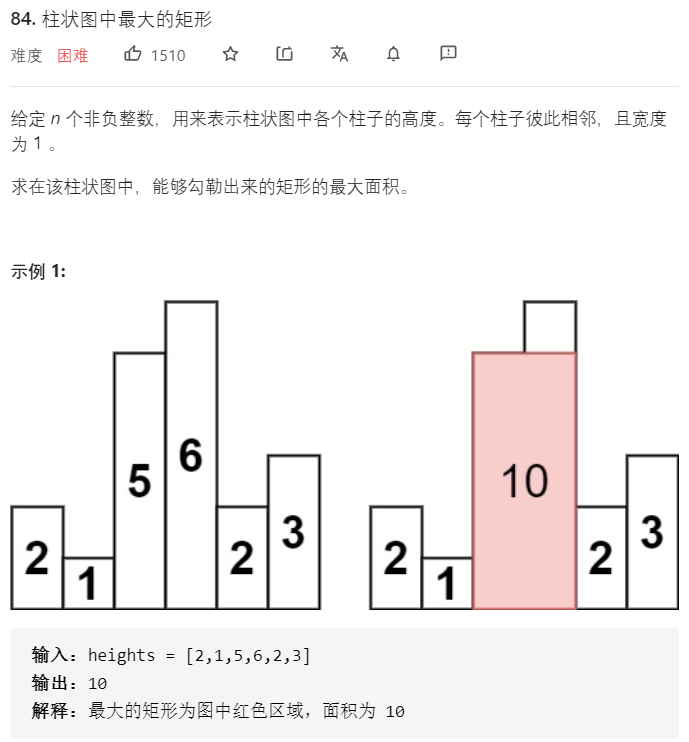 84. 柱状图中最大的矩形
难度 困难 1510
给定 n 个非负整数，用来表示柱状图中各个柱子的高度。每个柱子彼此相邻，且宽度
为 1 。
求在该柱状图中，能够勾勒出来的矩形的最大面积。
示例 1:
2 1 5 6 2 3
2 1 10 2 3
输入：heights = [2,1,5,6,2,3]
输出：10
解释：最大的矩形为图中红色区域，面积为 10